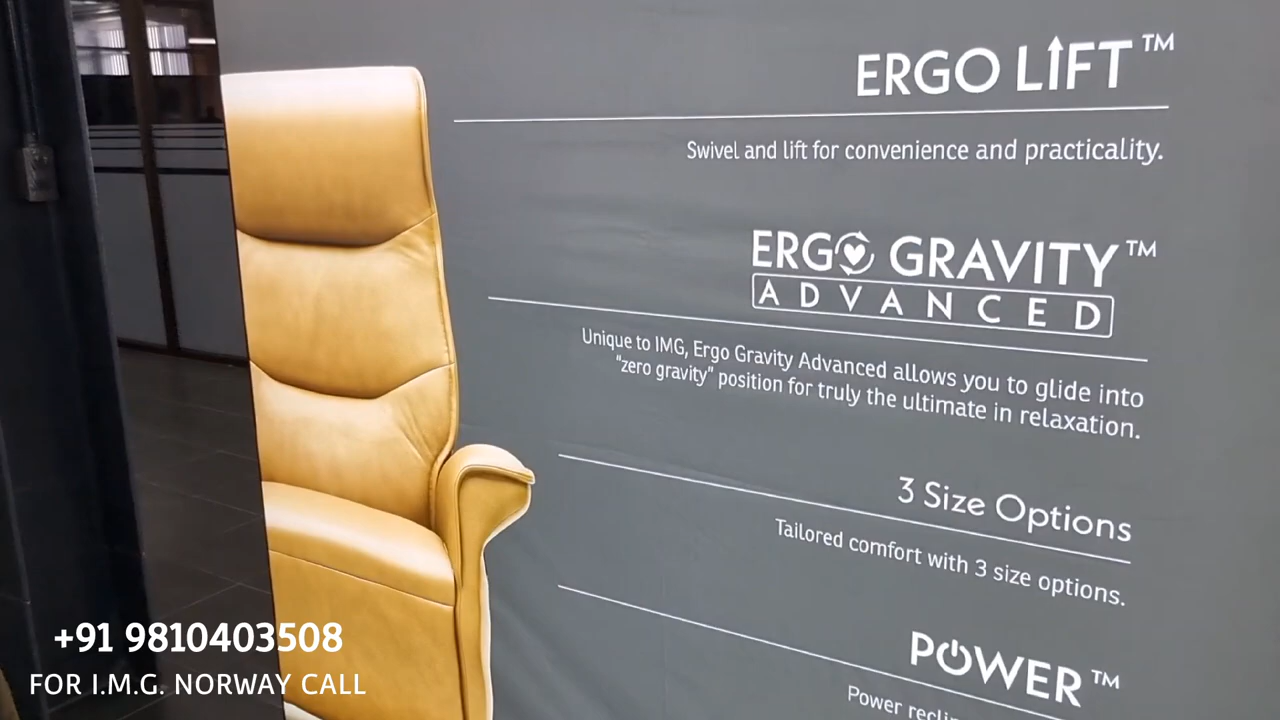 ERGO LIFT™
Swivel and lift for convenience and practicality.
ERGO GRAVITY™
ADVANCED
Unique to IMG, Ergo Gravity Advanced allows you to glide into
"zero gravity" position for truly the ultimate in relaxation.
3 Size Options
Tailored comfort with 3 size options.
POWER™
Power
+91 9810403508
FOR I.M.G. NORWAY CALL